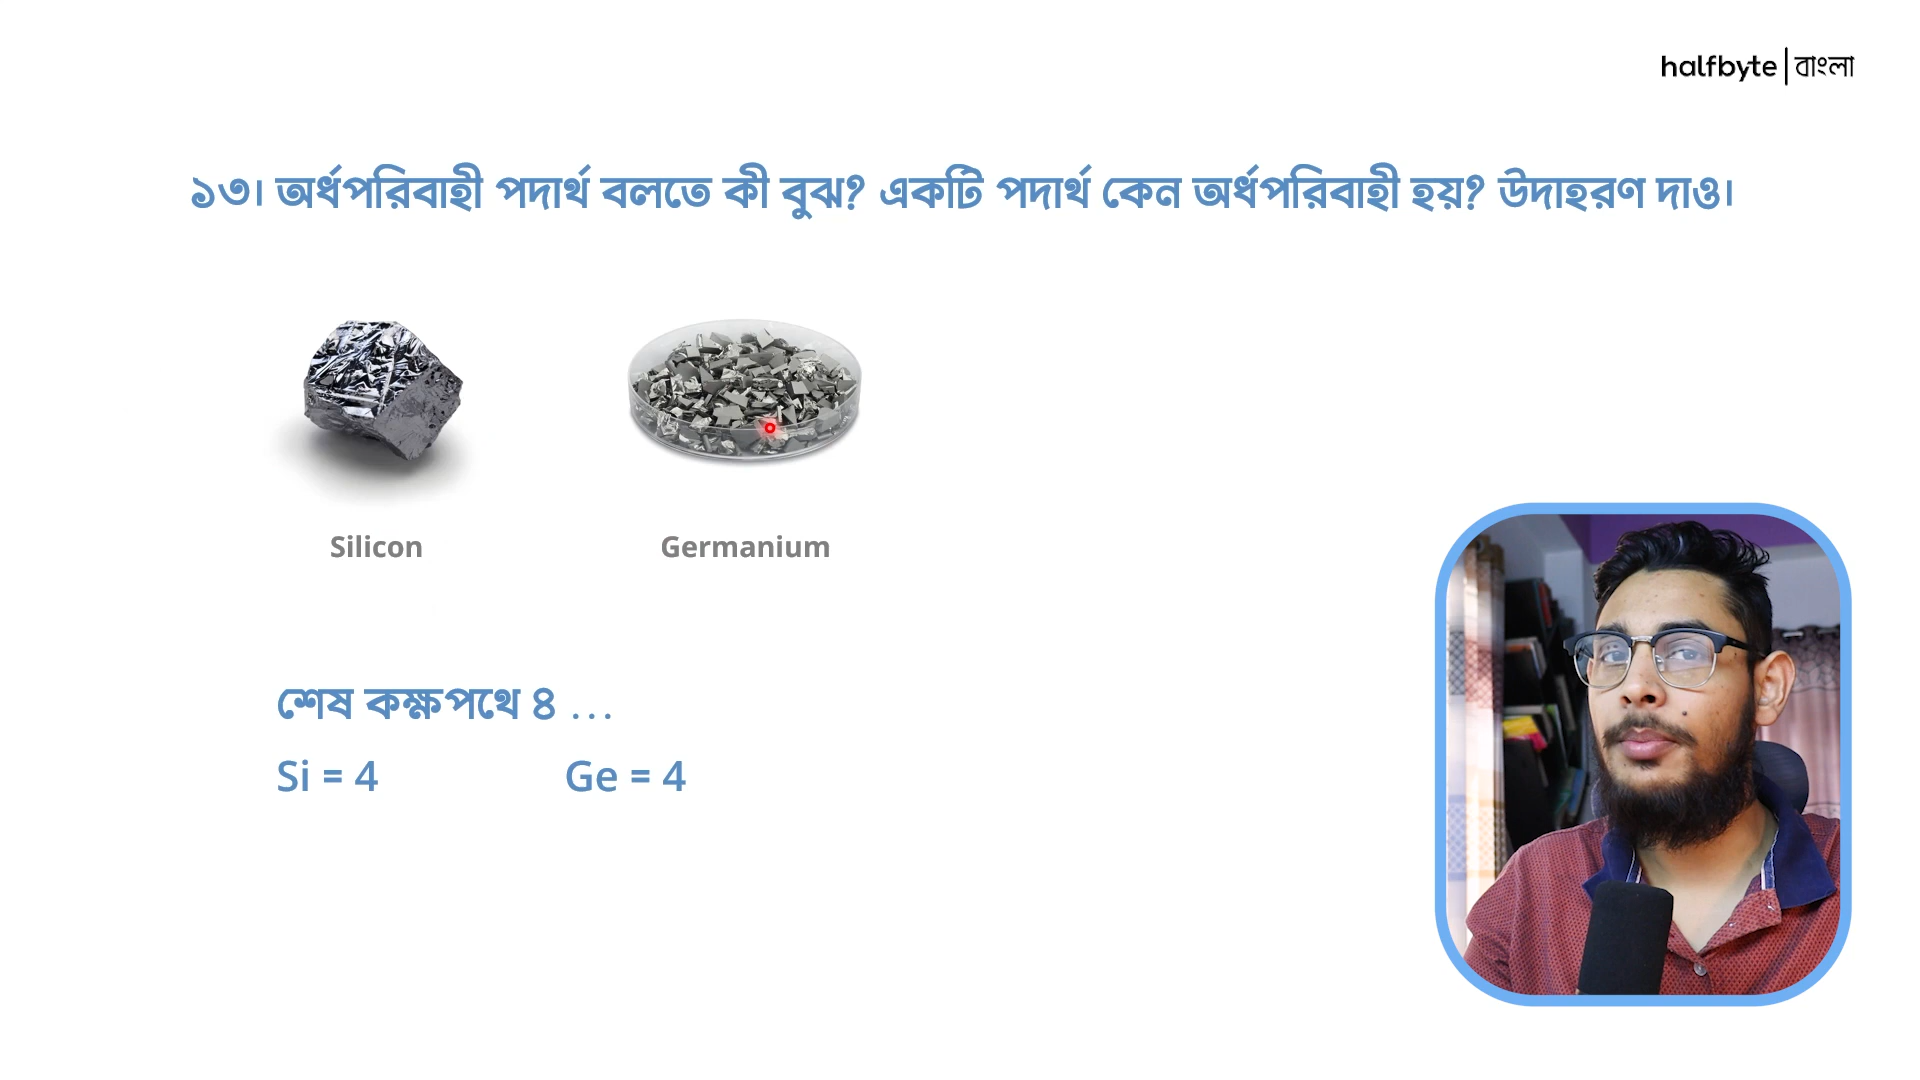 halfbyte|বাংলা
১৩। অর্ধপরিবাহী পদার্থ বলতে কী বুঝ? একটি পদার্থ কেন অর্ধপরিবাহী হয়? উদাহরণ দাও।
Silicon Germanium
শেষ কক্ষপথে ৪ ...
Si = 4 Ge = 4